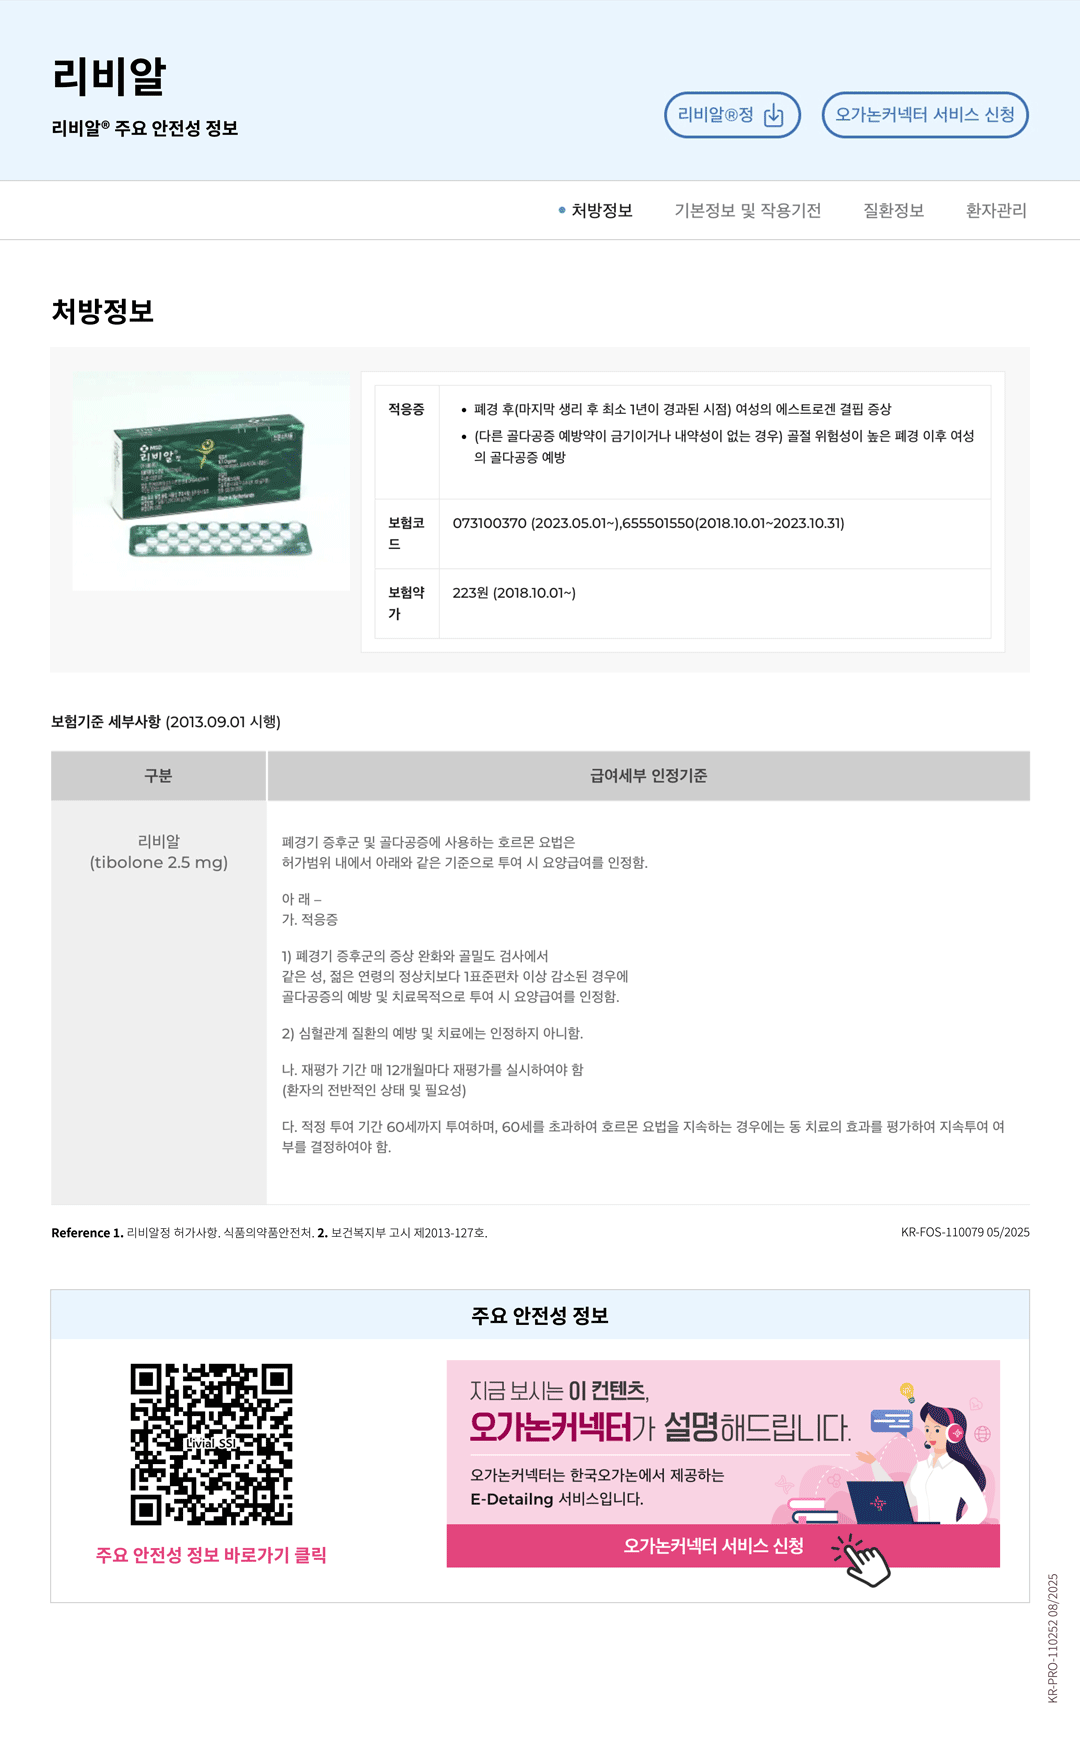 리비알
리비알® 주요 안전성 정보
리비알®정
오가논커넥터 서비스 신청
처방정보
기본정보 및 작용기전
질환정보
환자관리
처방정보
MSD
리비알정
적응증
폐경 후(마지막 생리 후 최소 1년이 경과된 시점) 여성의 에스트로겐 결핍 증상
(다른 골다공증 예방약이 금기이거나 내약성이 없는 경우) 골절 위험성이 높은 폐경 이후 여성
의 골다공증 예방
보험코
드
073100370 (2023.05.01~),655501550(2018.10.01~2023.10.31)
보험약
가
223원 (2018.10.01~)
보험기준 세부사항 (2013.09.01 시행)
구분
급여세부 인정기준
리비알
(tibolone 2.5 mg)
폐경기 증후군 및 골다공증에 사용하는 호르몬 요법은
허가범위 내에서 아래와 같은 기준으로 투여 시 요양급여를 인정함.
아 래 –
가. 적응증
1) 폐경기 증후군의 증상 완화와 골밀도 검사에서
같은 성, 젊은 연령의 정상치보다 1표준편차 이상 감소된 경우에
골다공증의 예방 및 치료목적으로 투여 시 요양급여를 인정함.
2) 심혈관계 질환의 예방 및 치료에는 인정하지 아니함.
나. 재평가 기간 매 12개월마다 재평가를 실시하여야 함
(환자의 전반적인 상태 및 필요성)
다. 적정 투여 기간 60세까지 투여하며, 60세를 초과하여 호르몬 요법을 지속하는 경우에는 동 치료의 효과를 평가하여 지속투여 여
부를 결정하여야 함.
Reference 1. 리비알정 허가사항. 식품의약품안전처. 2. 보건복지부 고시 제2013-127호.
KR-FOS-110079 05/2025
주요 안전성 정보
Livial_SSI
주요 안전성 정보 바로가기 클릭
지금 보시는 이 컨텐츠,
오가논커넥터가 설명해드립니다.
오가논커넥터는 한국오가논에서 제공하는
E-Detailng 서비스입니다.
오가논커넥터 서비스 신청
KR-PRO-110252 08/2025